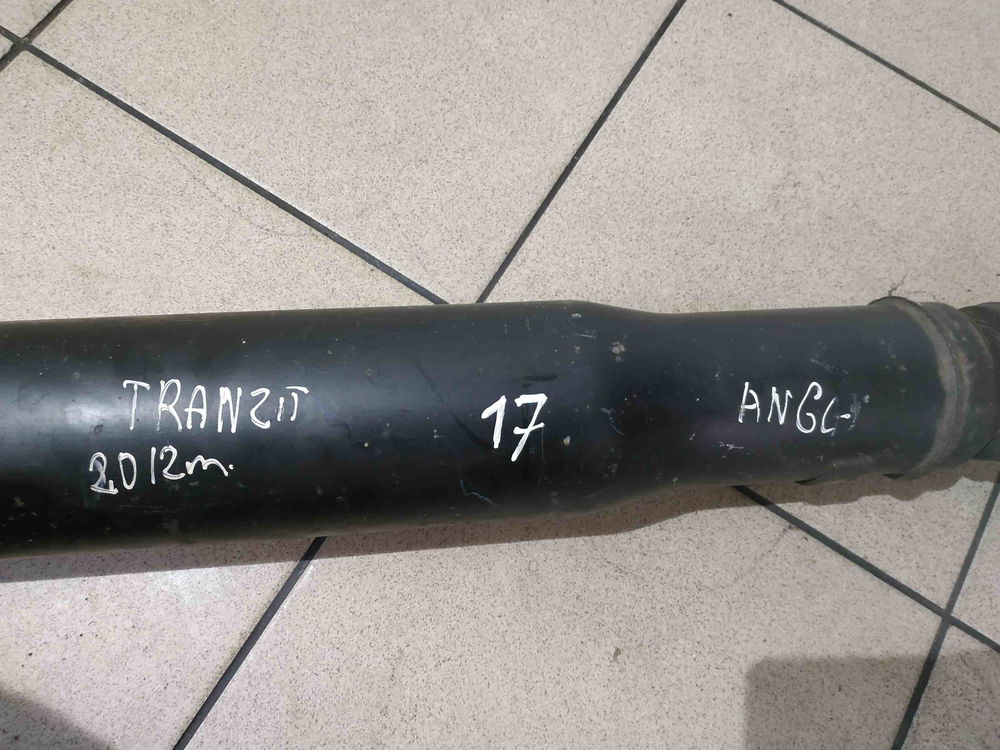 TRANZIT
2012m.
17
ANGL